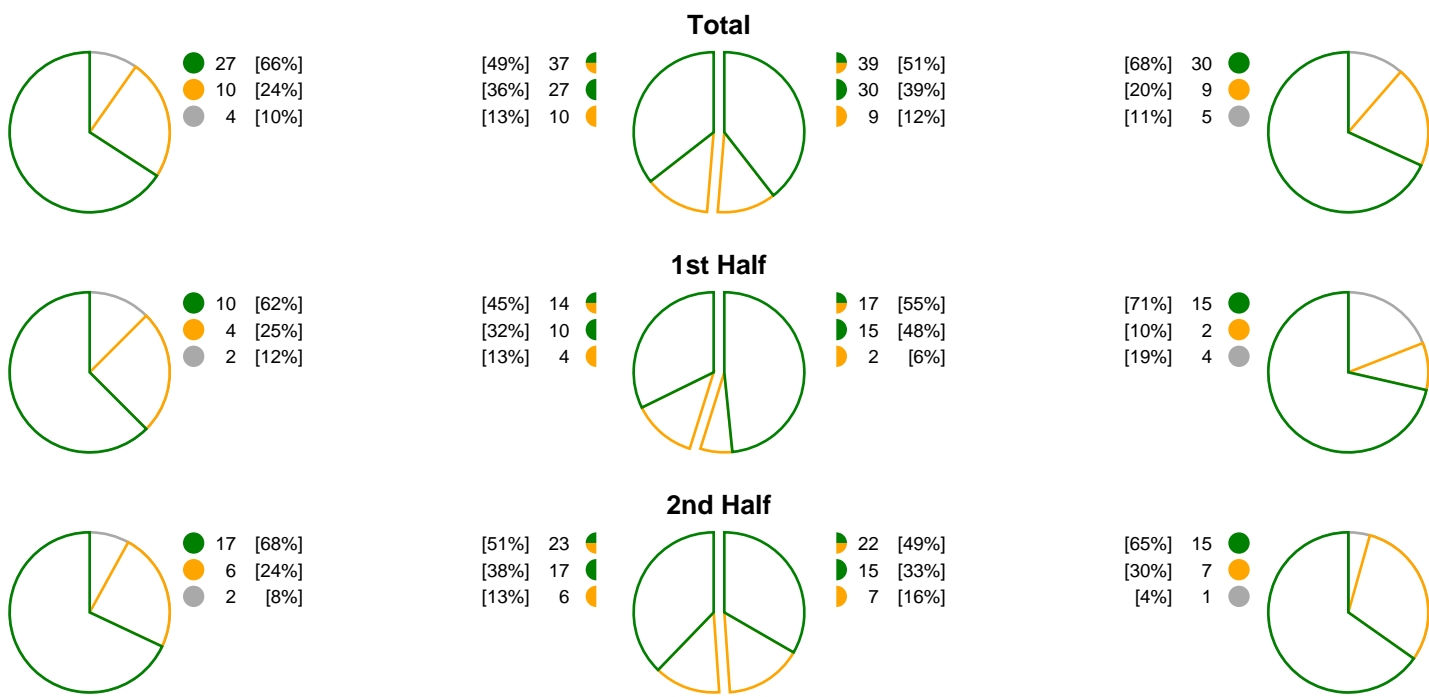 Total
27 [66%] [49%] 37 39 [51%] [68%] 30
10 [24%] [36%] 27 30 [39%] [20%] 9
4 [10%] [13%] 10 9 [12%] [11%] 5
1st Half
10 [62%] [45%] 14 17 [55%] [71%] 15
4 [25%] [32%] 10 15 [48%] [10%] 2
2 [12%] [13%] 4 2 [6%] [19%] 4
2nd Half
17 [68%] [51%] 23 22 [49%] [65%] 15
6 [24%] [38%] 17 15 [33%] [30%] 7
2 [8%] [13%] 6 7 [16%] [4%] 1